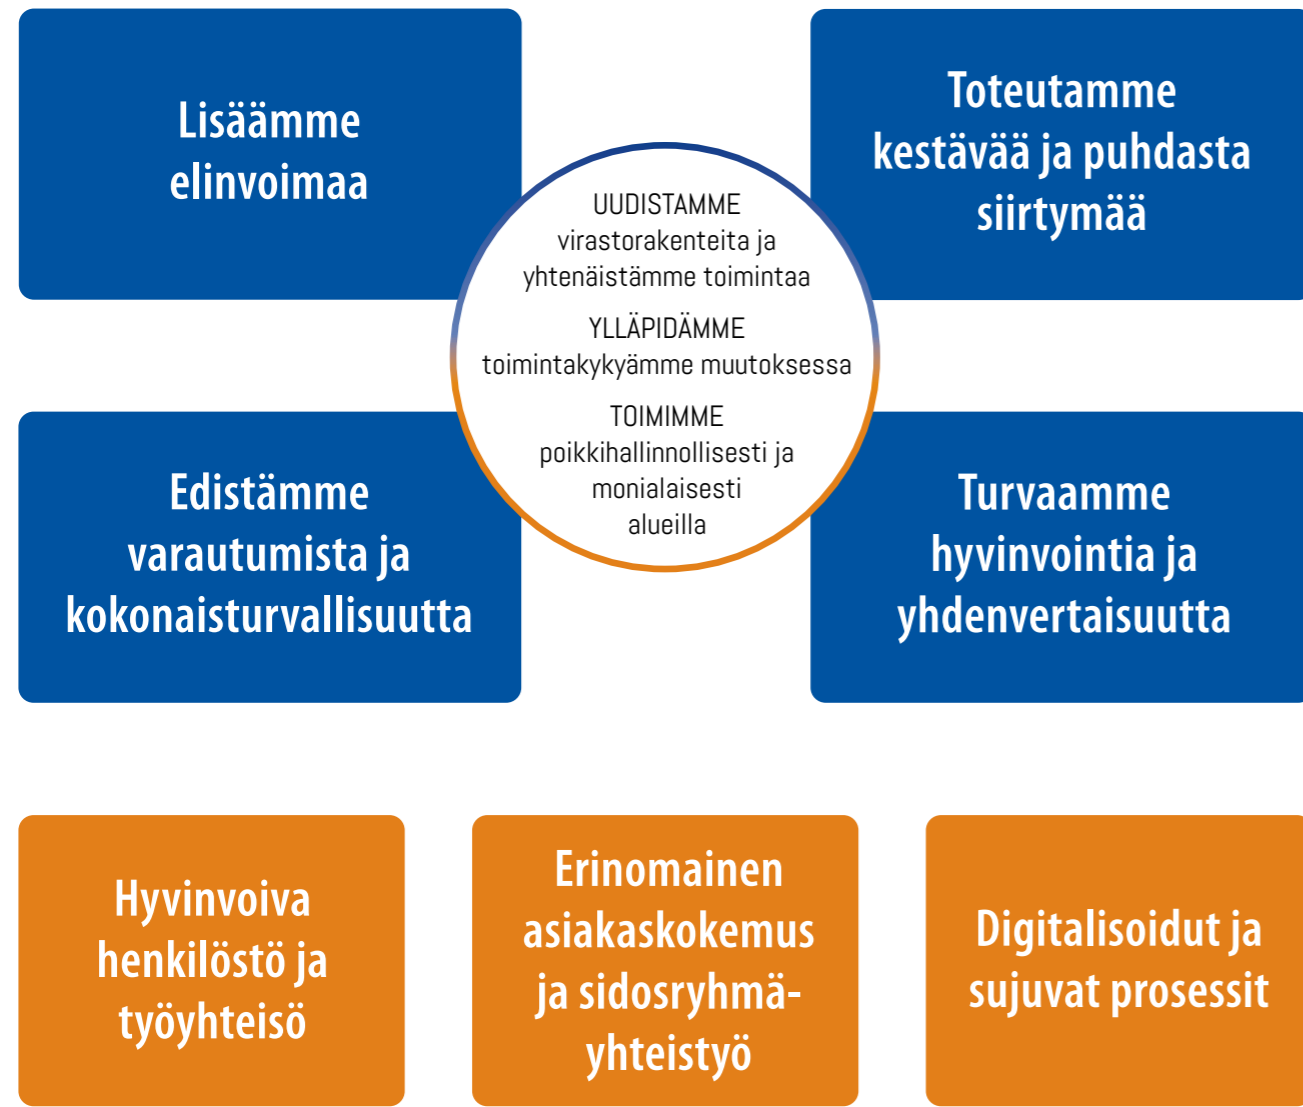 Lisäämme
elinvoimaa
Toteutamme
kestävää ja puhdasta
siirtymää
UUDISTAMME
virastorakenteita ja
yhtenäistämme toimintaa
YLLÄPIDÄMME
toimintakykyämme muutoksessa
TOIMIMME
poikkihallinnollisesti ja
monialaisesti
alueilla
Edistämme
varautumista ja
kokonaisturvallisuutta
Turvaamme
hyvinvointia ja
yhdenvertaisuutta
Hyvinvoiva
henkilöstö ja
työyhteisö
Erinomainen
asiakaskokemus
ja sidosryhmä-
yhteistyö
Digitalisoidut ja
sujuvat prosessit